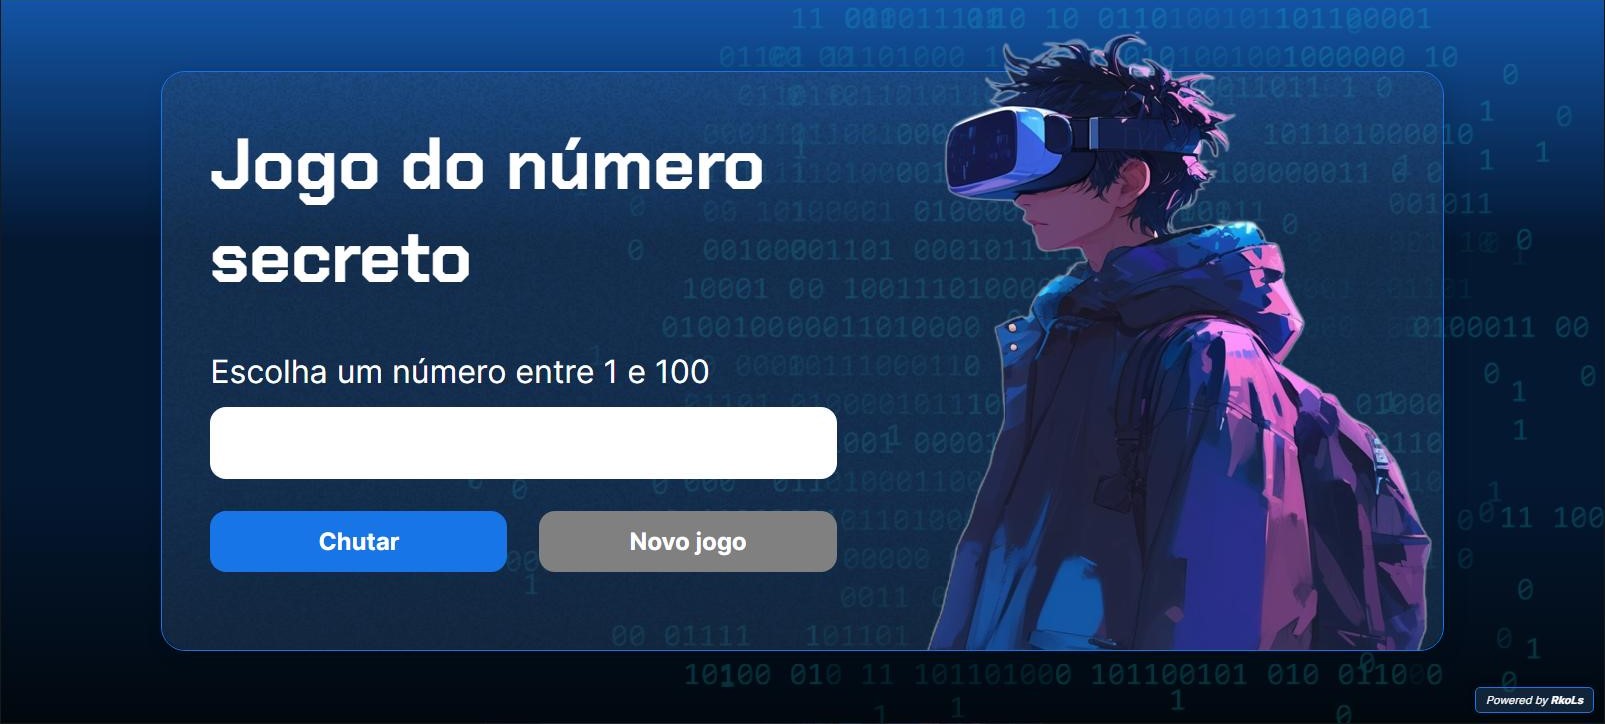 Jogo do número
secreto
Escolha um número entre 1 e 100
Chutar
Novo jogo
Powered by RkoLs